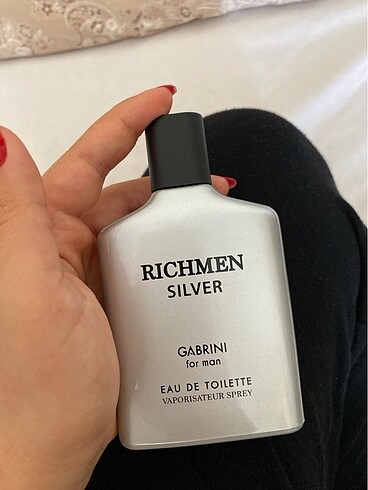 RICHMEN
SILVER
GABRINI
for man
EAU DE TOILETTE
VAPORISATEUR SPREY